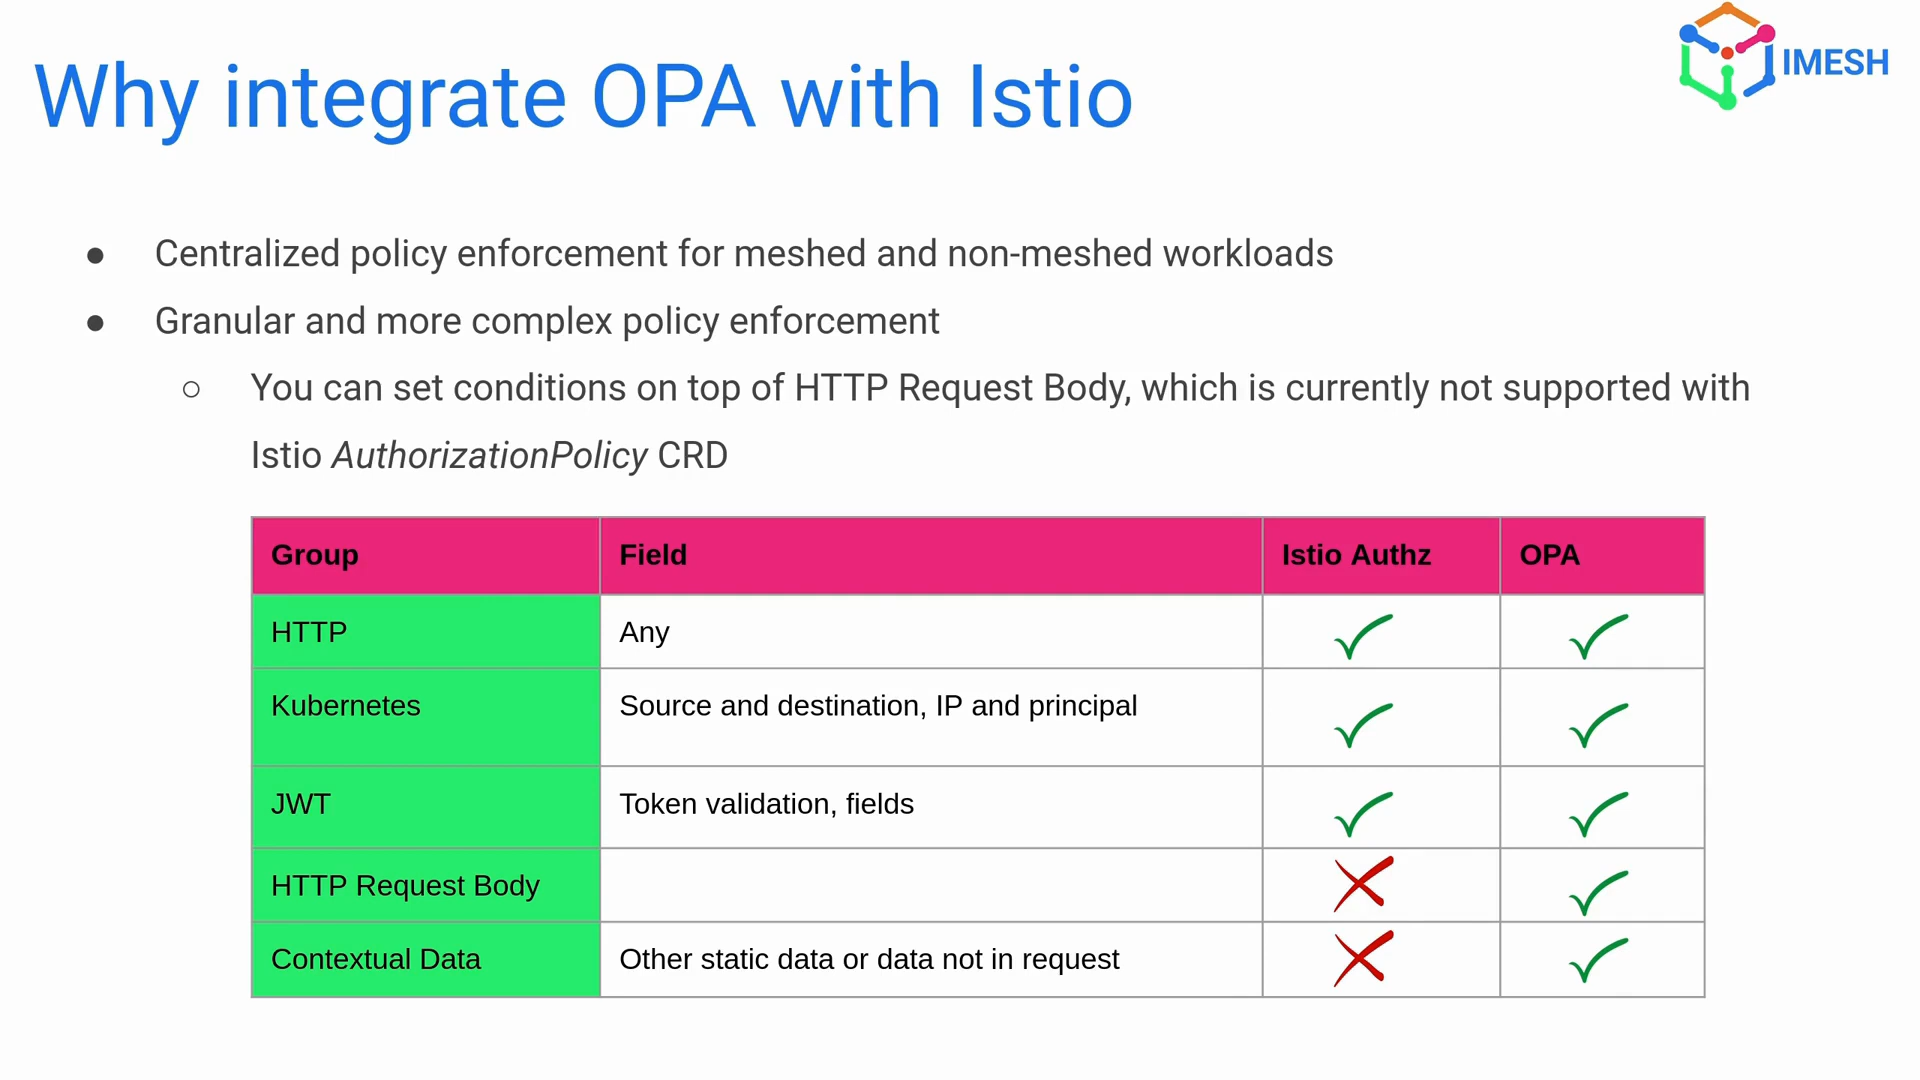 IMESH
Why integrate OPA with Istio
● Centralized policy enforcement for meshed and non-meshed workloads
● Granular and more complex policy enforcement
○ You can set conditions on top of HTTP Request Body, which is currently not supported with
Istio AuthorizationPolicy CRD
Group Field Istio Authz OPA
HTTP Any ✓ ✓
Kubernetes Source and destination, IP and principal ✓ ✓
JWT Token validation, fields ✓ ✓
HTTP Request Body ✗ ✓
Contextual Data Other static data or data not in request ✗ ✓